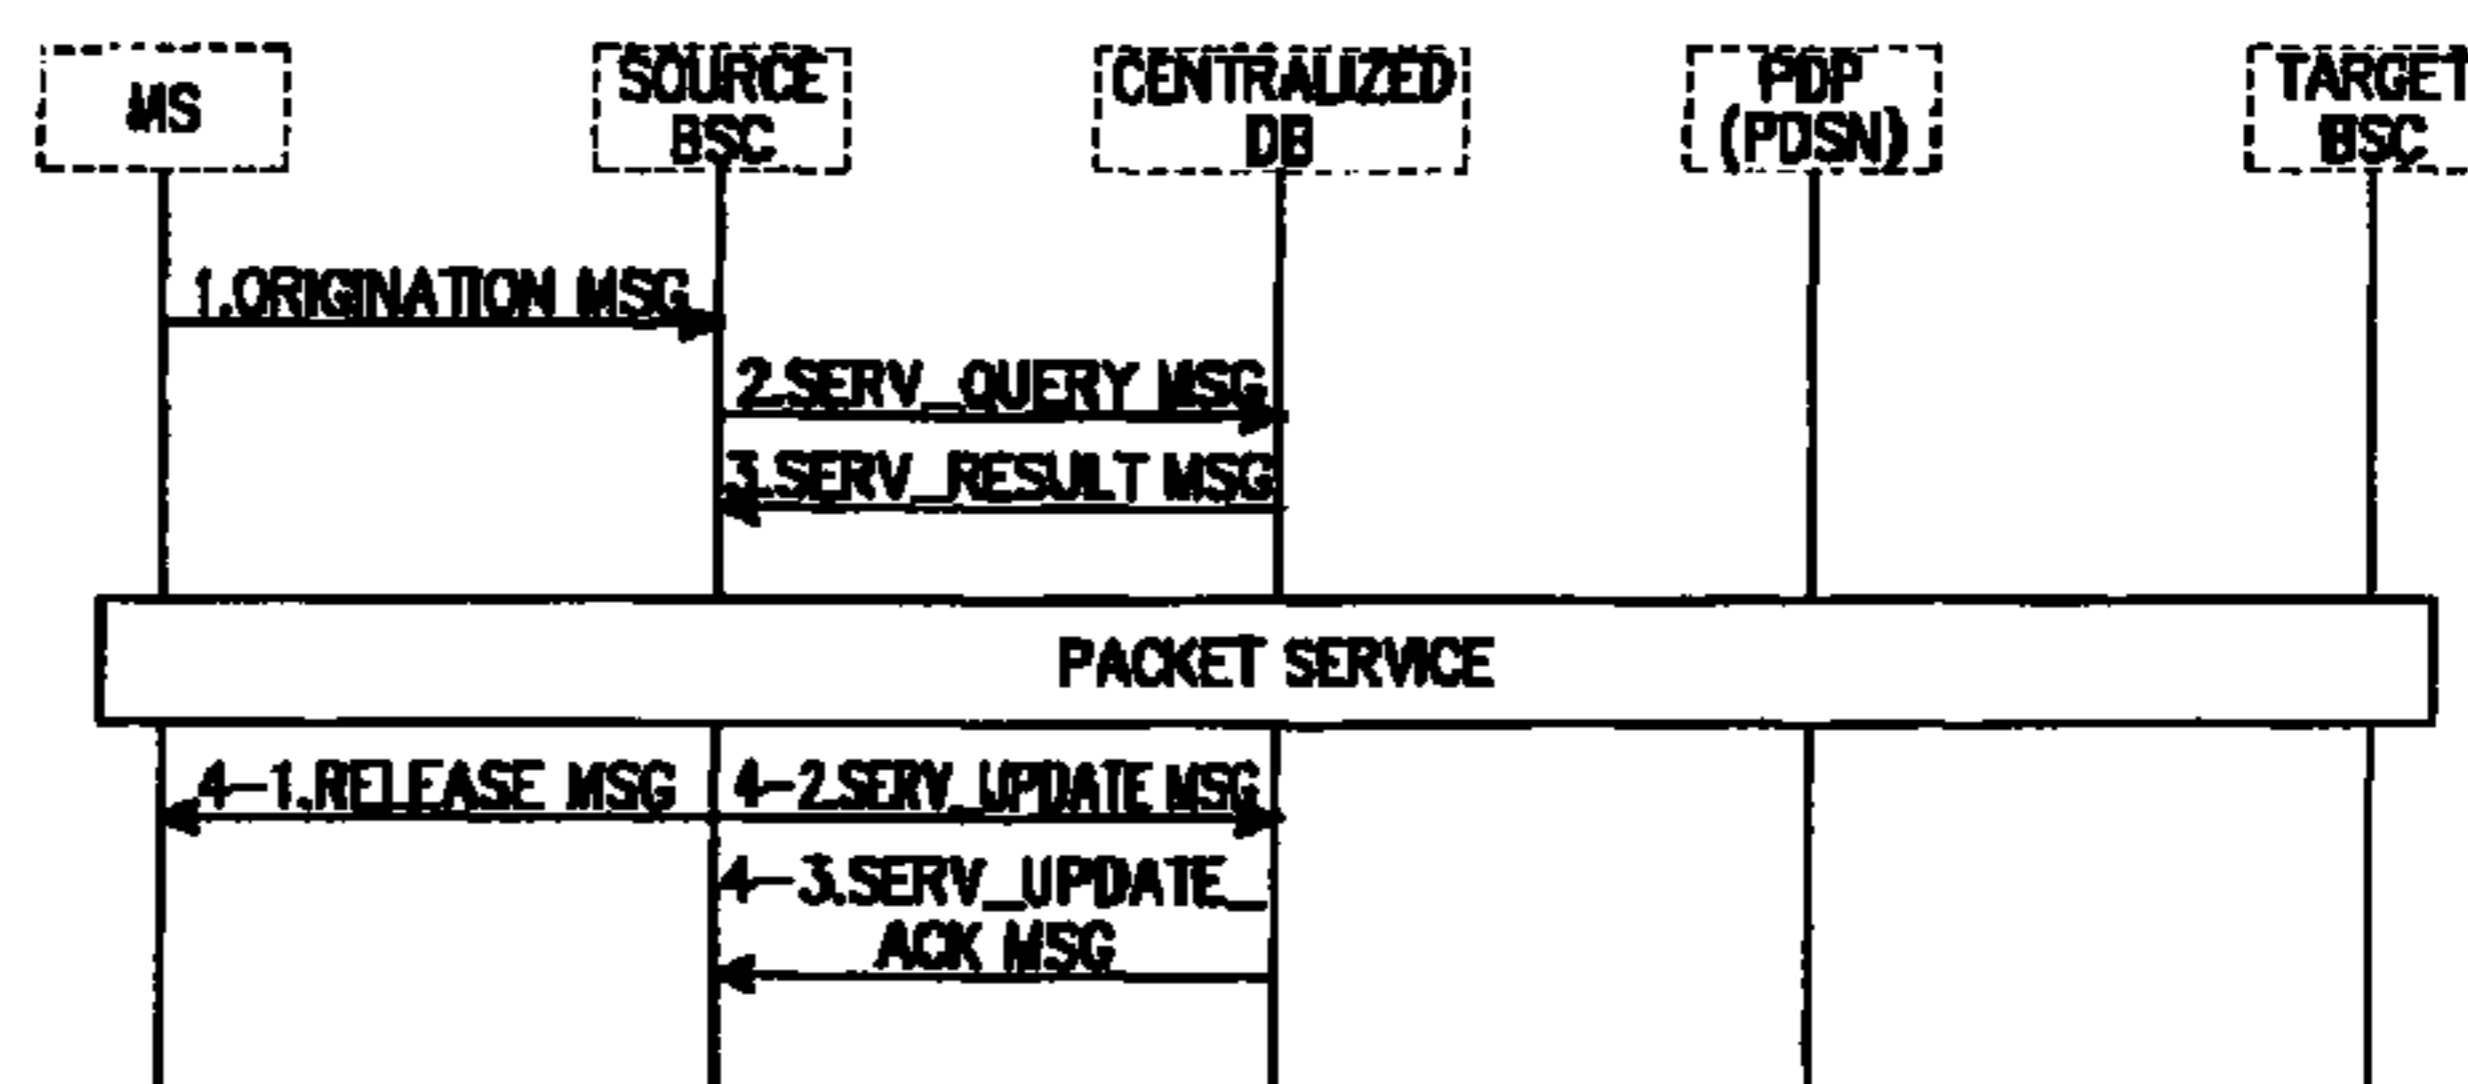 MS
SOURCE
BSC
CENTRALIZED
DB
PDP
(PDSN)
TARGET
BSC
1.ORIGINATION MSG
2.SERV_QUERY MSG
3.SERV_RESULT MSG
PACKET SERVICE
4-1.RELEASE MSG
4-2.SERV_UPDATE MSG
4-3.SERV_UPDATE_
ACK MSG